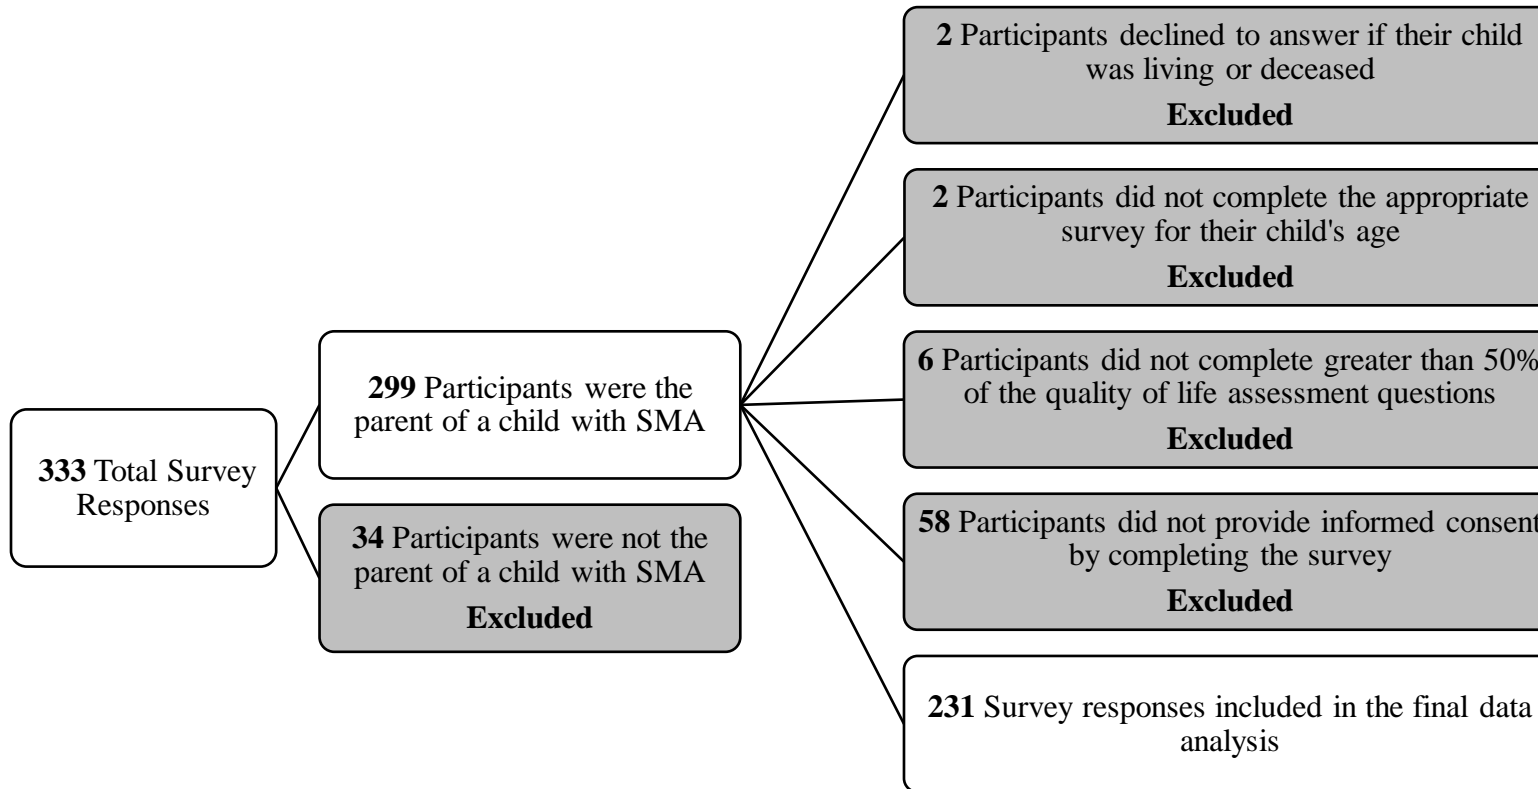 333 Total Survey
Responses
299 Participants were the
parent of a child with SMA
34 Participants were not the
parent of a child with SMA
Excluded
2 Participants declined to answer if their child
was living or deceased
Excluded
2 Participants did not complete the appropriate
survey for their child's age
Excluded
6 Participants did not complete greater than 50%
of the quality of life assessment questions
Excluded
58 Participants did not provide informed consent
by completing the survey
Excluded
231 Survey responses included in the final data
analysis